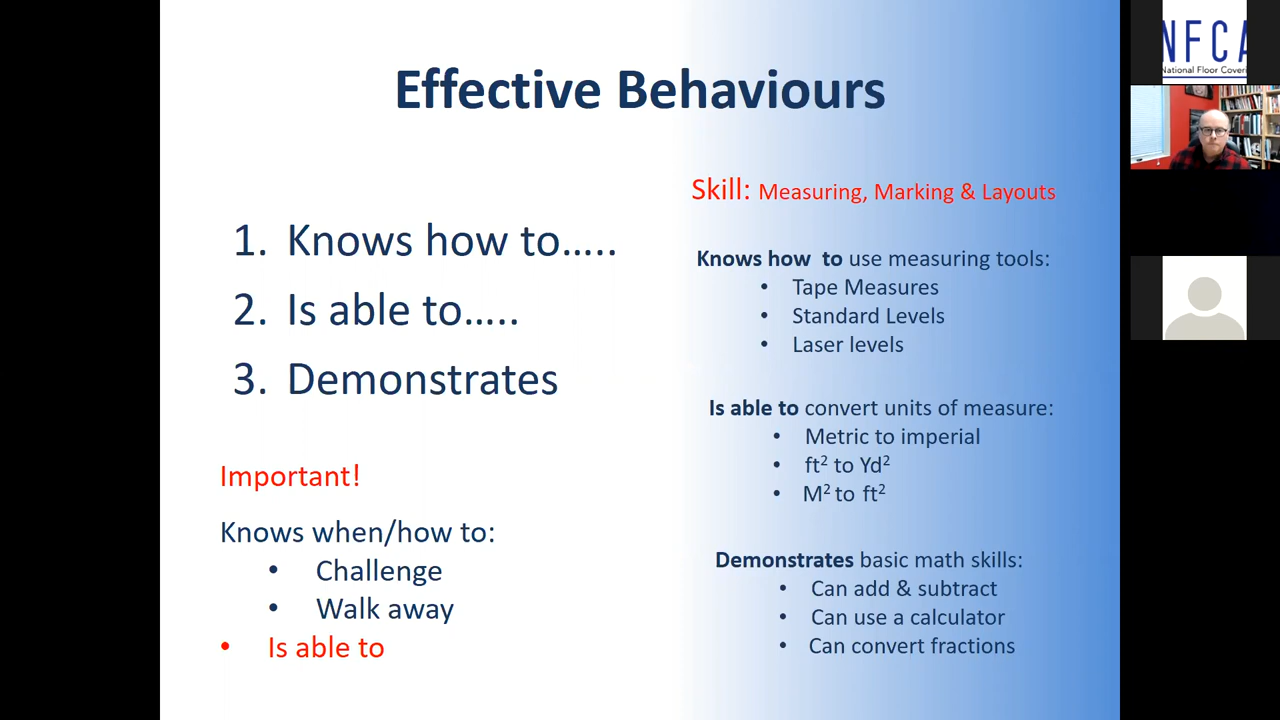 Effective Behaviours
1. Knows how to…..
2. Is able to…..
3. Demonstrates
Important!
Knows when/how to:
• Challenge
• Walk away
• Is able to
Skill: Measuring, Marking & Layouts
Knows how to use measuring tools:
• Tape Measures
• Standard Levels
• Laser levels
Is able to convert units of measure:
• Metric to imperial
• ft² to Yd²
• M² to ft²
Demonstrates basic math skills:
• Can add & subtract
• Can use a calculator
• Can convert fractions
NFCA
National Floor Coveri